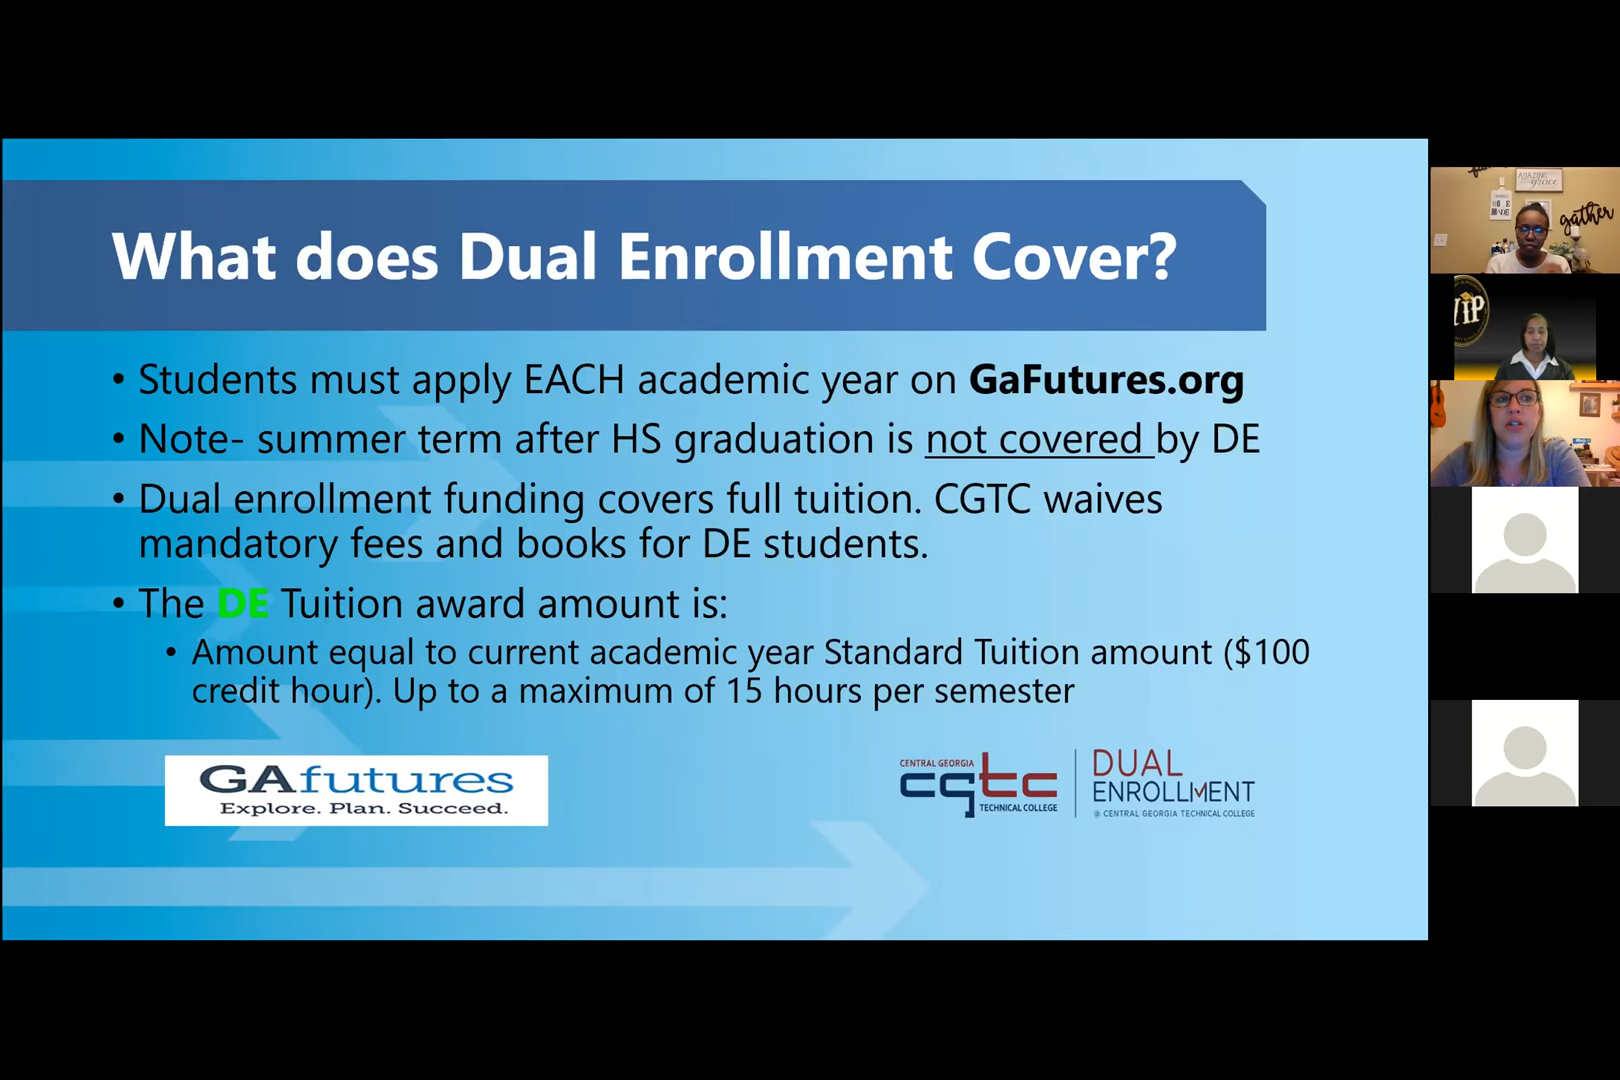 What does Dual Enrollment Cover?
• Students must apply EACH academic year on GaFutures.org
• Note- summer term after HS graduation is not covered by DE
• Dual enrollment funding covers full tuition. CGTC waives
mandatory fees and books for DE students.
• The DE Tuition award amount is:
• Amount equal to current academic year Standard Tuition amount ($100
credit hour). Up to a maximum of 15 hours per semester
GAfutures
Explore. Plan. Succeed.
CENTRAL GEORGIA
cgtc
TECHNICAL COLLEGE
DUAL
ENROLLMENT
@ CENTRAL GEORGIA TECHNICAL COLLEGE
AMAZING
grace
gather
VIP